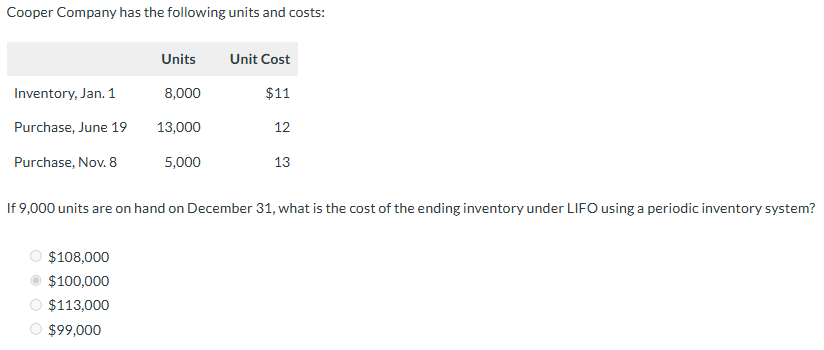 Cooper Company has the following units and costs:
Units Unit Cost
Inventory, Jan. 1 8,000 $11
Purchase, June 19 13,000 12
Purchase, Nov. 8 5,000 13
If 9,000 units are on hand on December 31, what is the cost of the ending inventory under LIFO using a periodic inventory system?
$108,000
$100,000
$113,000
$99,000